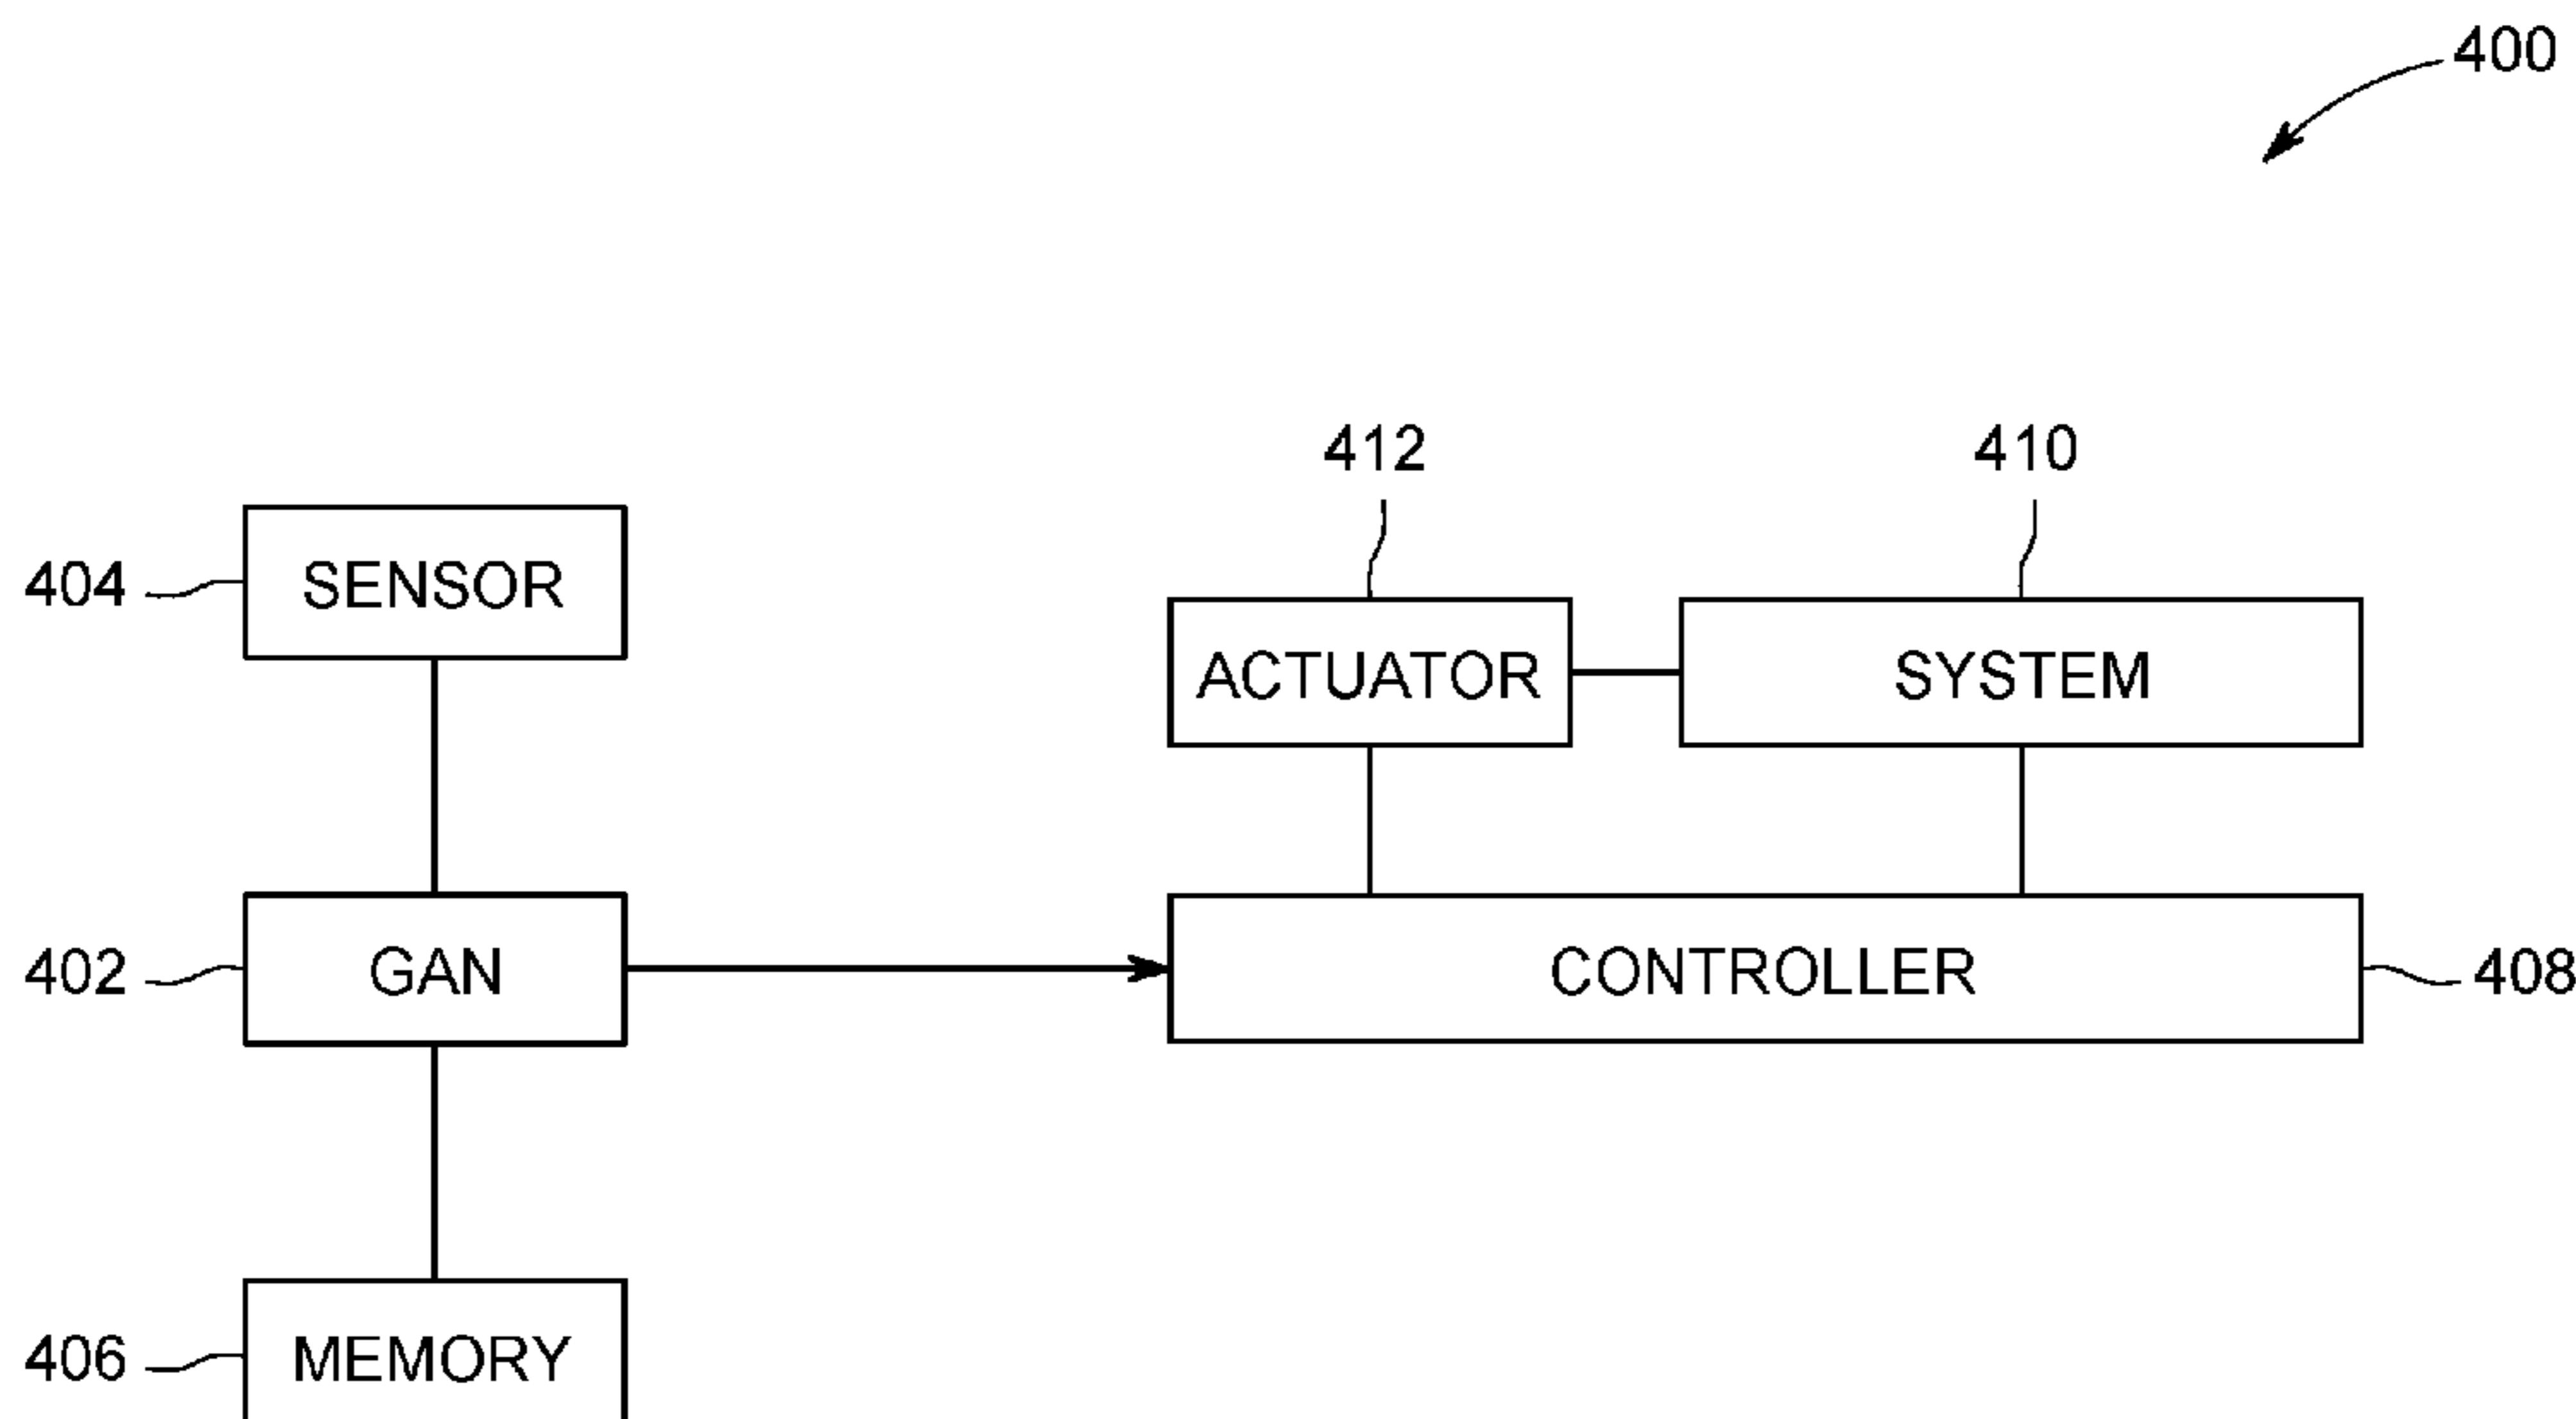 400
412
410
404
SENSOR
ACTUATOR
SYSTEM
402
GAN
CONTROLLER
408
406
MEMORY